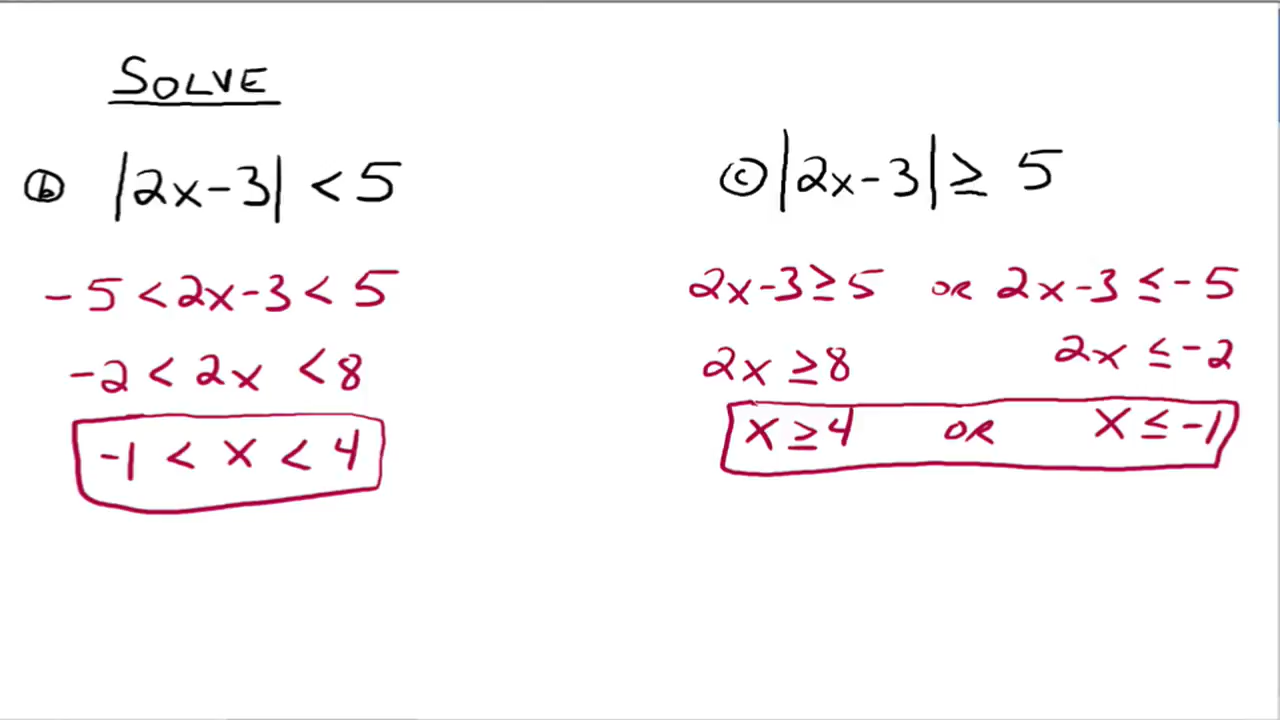 SOLVE
ⓑ |2x-3| < 5
-5 < 2x-3 < 5
-2 < 2x < 8
-1 < x < 4
ⓒ |2x-3| ≥ 5
2x-3 ≥ 5 OR 2x-3 ≤ -5
2x ≥ 8 2x ≤ -2
x ≥ 4 OR x ≤ -1